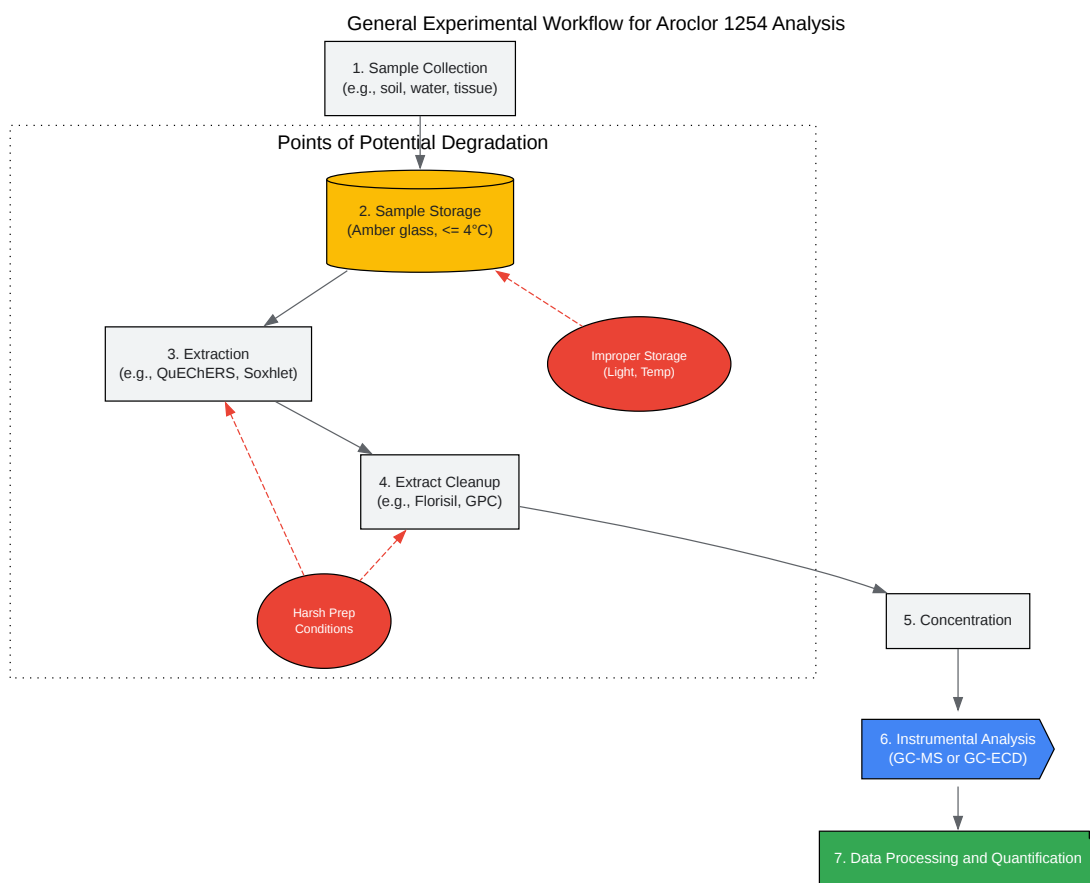 General Experimental Workflow for Aroclor 1254 Analysis
1. Sample Collection
(e.g., soil, water, tissue)
Points of Potential Degradation
2. Sample Storage
(Amber glass, <= 4°C)
3. Extraction
(e.g., QuEChERS, Soxhlet)
Improper Storage
(Light, Temp)
4. Extract Cleanup
(e.g., Florisil, GPC)
Harsh Prep
Conditions
5. Concentration
6. Instrumental Analysis
(GC-MS or GC-ECD)
7. Data Processing and Quantification